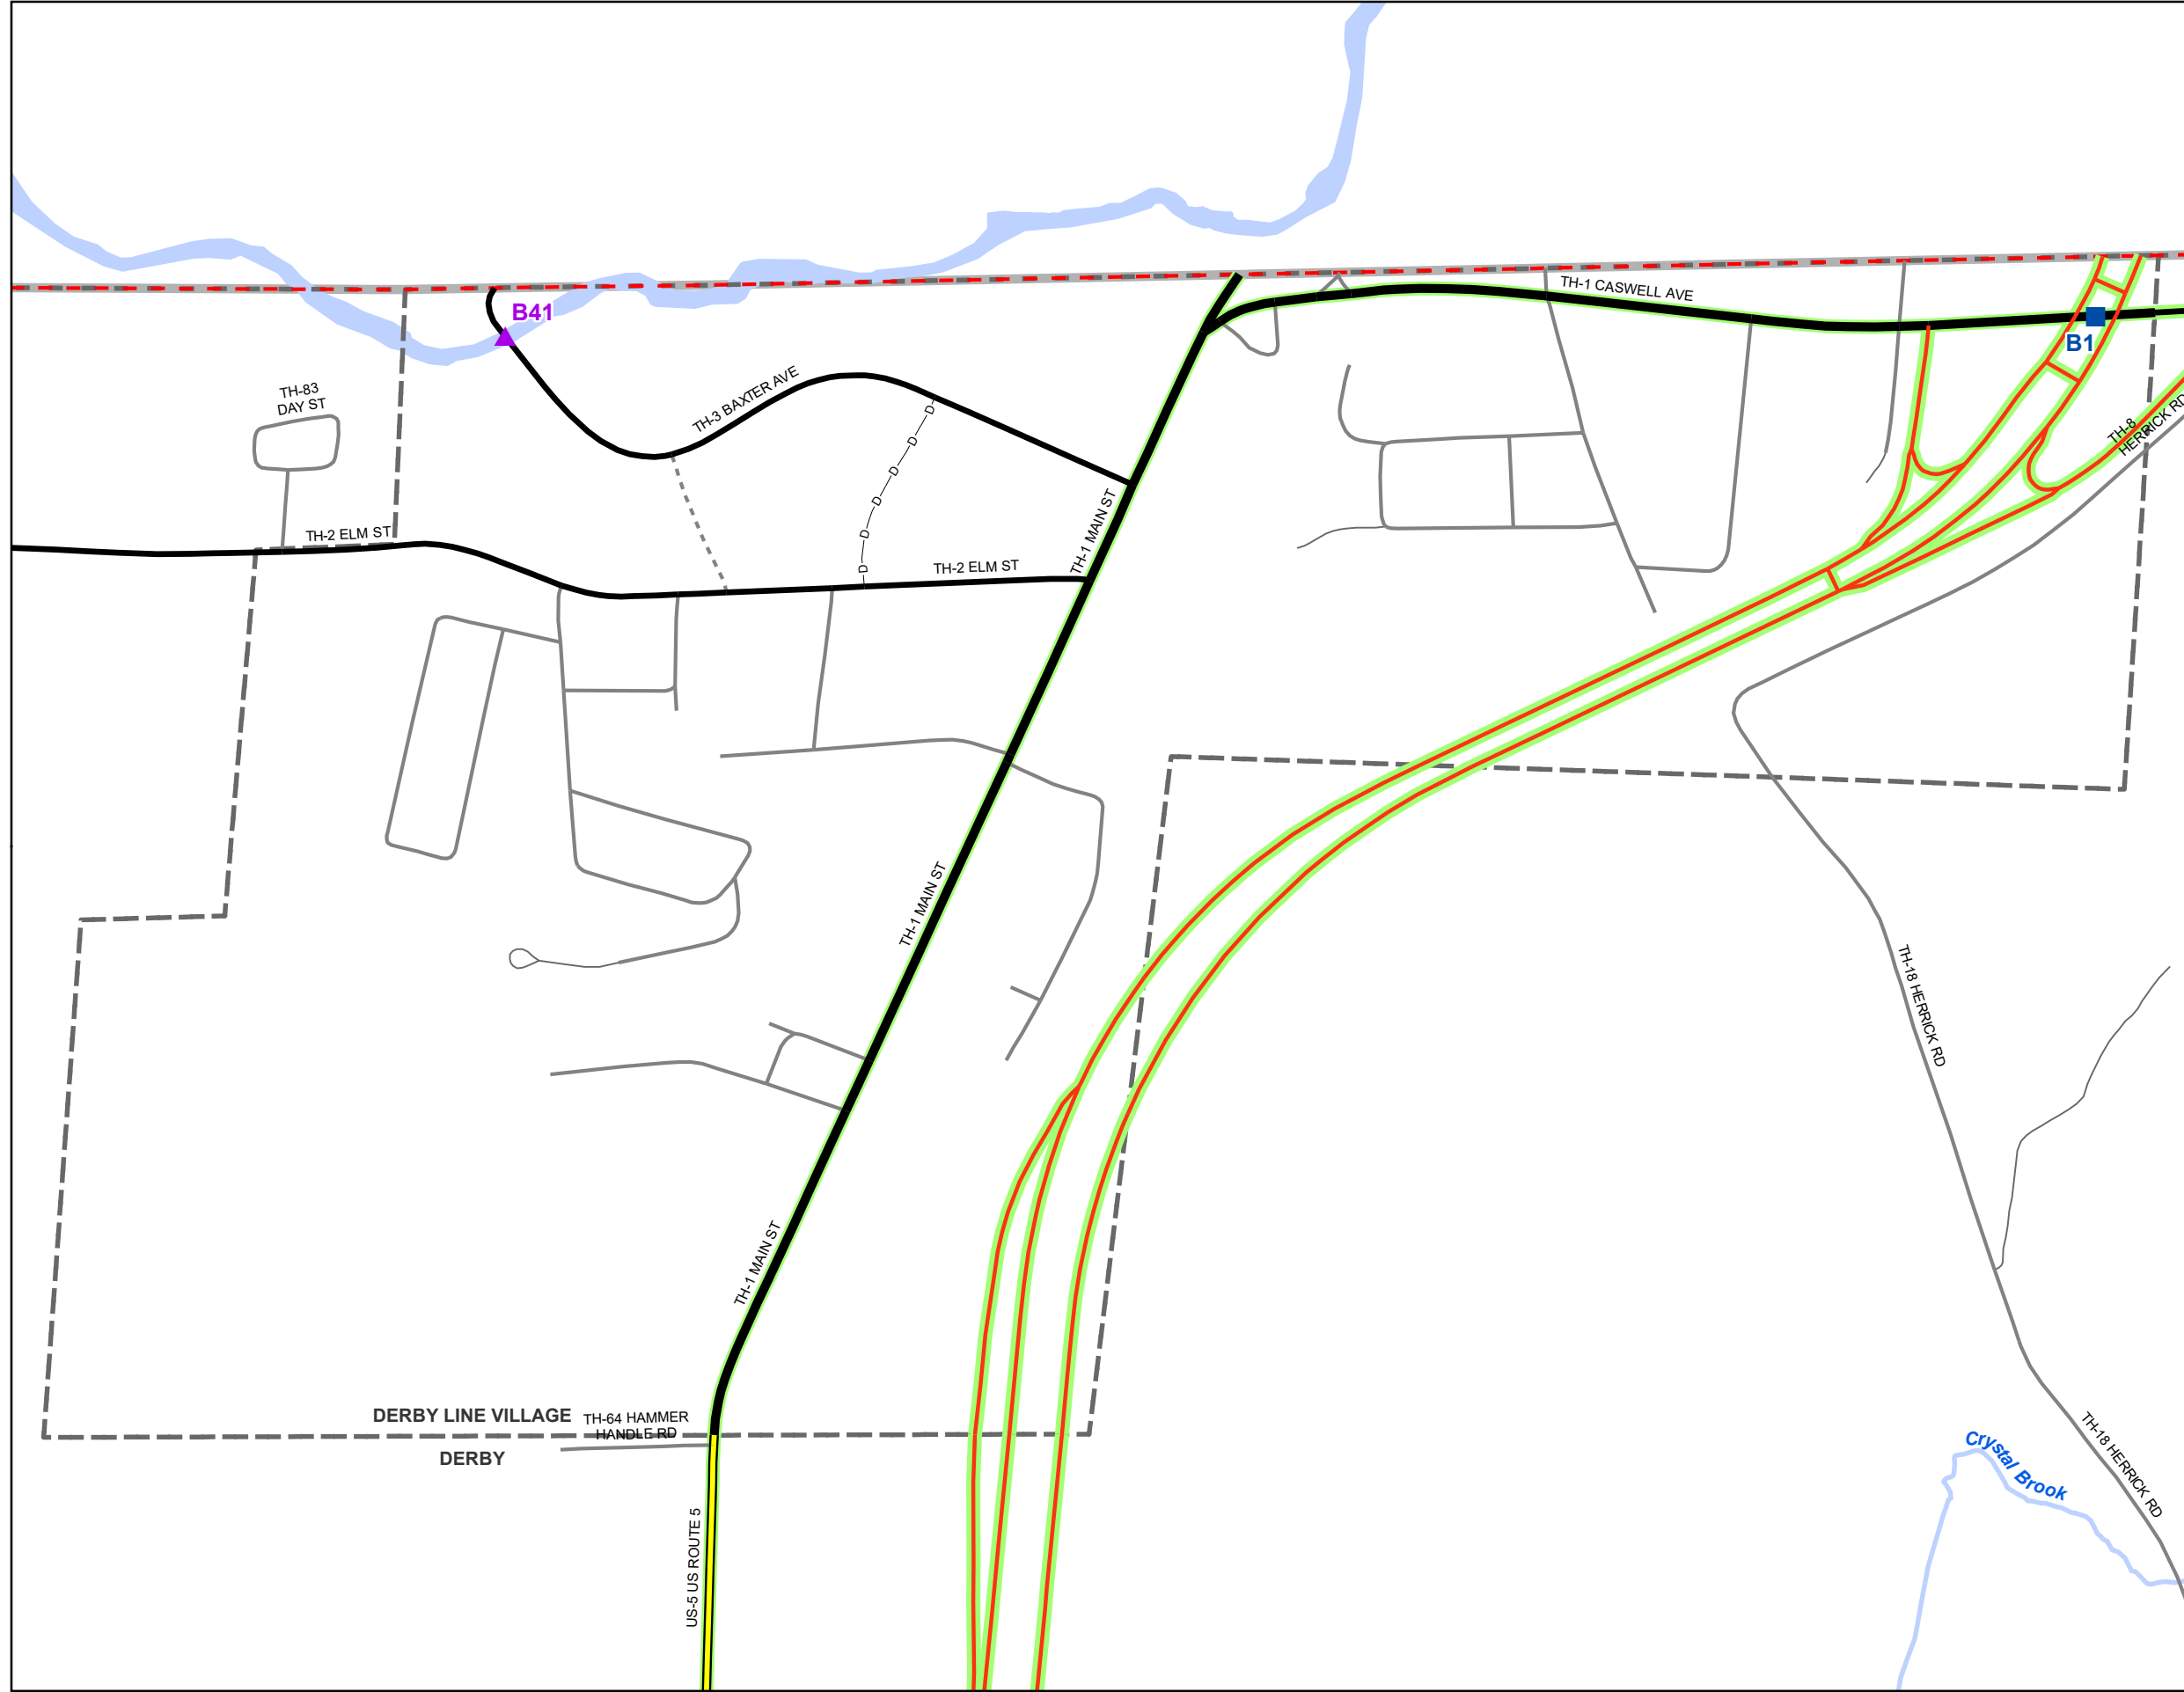 TH-1 CASWELL AVE
B41
B1
TH-83
DAY ST
TH-3 BAXTER AVE
D
D
D
D
D
D
TH-8
HERRICK RD
TH-2 ELM ST
TH-1 MAIN ST
TH-2 ELM ST
TH-1 MAIN ST
TH-18 HERRICK RD
TH-1 MAIN ST
DERBY LINE VILLAGE
TH-64 HAMMER
HANDLE RD
DERBY
US-5 US ROUTE 5
Crystal Brook
TH-18 HERRICK RD